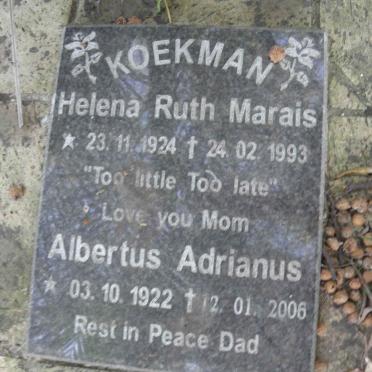 KOEKMAN
Helena Ruth Marais
★ 23.11.1924 ✝ 24.02.1993
"Too little Too late"
Love you Mom
Albertus Adrianus
★ 03.10.1922 ✝ 12.01.2006
Rest in Peace Dad